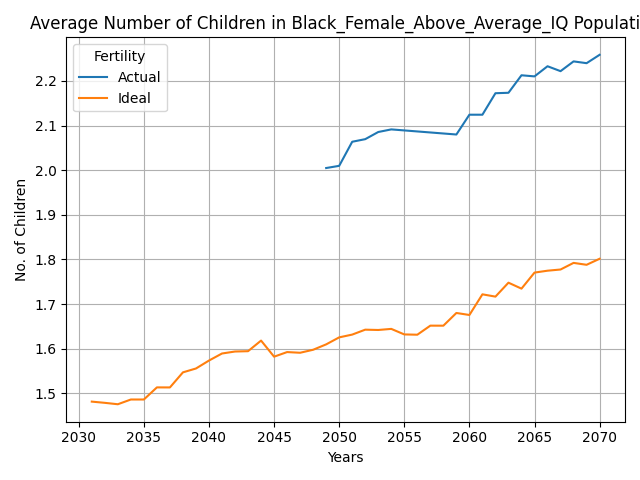 Average Number of Children in Black_Female_Above_Average_IQ Populati
Fertility
Actual
Ideal
2.2
2.1
2.0
1.9
1.8
1.7
1.6
1.5
No. of Children
2030 2035 2040 2045 2050 2055 2060 2065 2070
Years